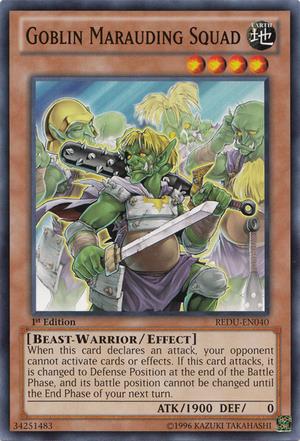 GOBLIN MARAUDING SQUAD
EARTH
地
1st Edition
REDU-EN040
[BEAST-WARRIOR/EFFECT]
When this card declares an attack, your opponent
cannot activate cards or effects. If this card attacks, it
is changed to Defense Position at the end of the Battle
Phase, and its battle position cannot be changed until
the End Phase of your next turn.
ATK/1900 DEF/ 0
34251483
©1996 KAZUKI TAKAHASHI